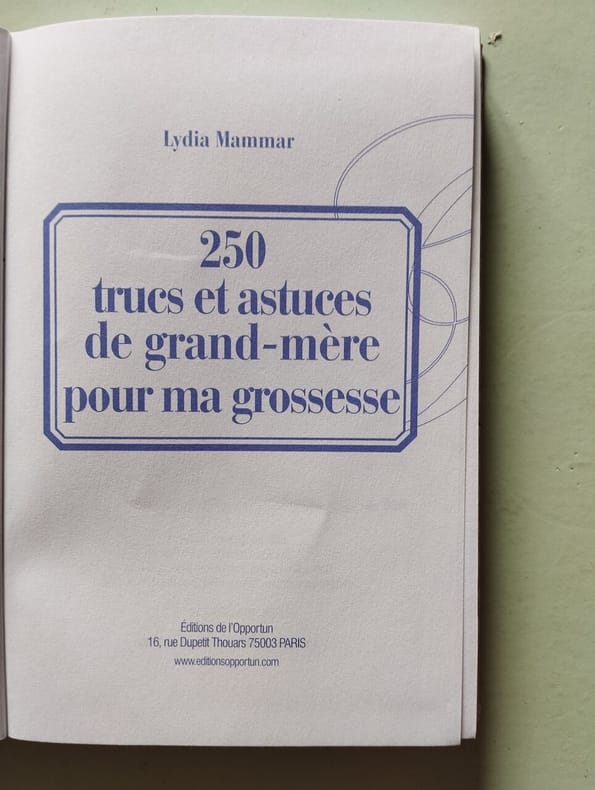 Lydia Mammar
250
trucs et astuces
de grand-mère
pour ma grossesse
Éditions de l'Opportun
16, rue Dupetit Thouars 75003 PARIS
www.editionsopportun.com